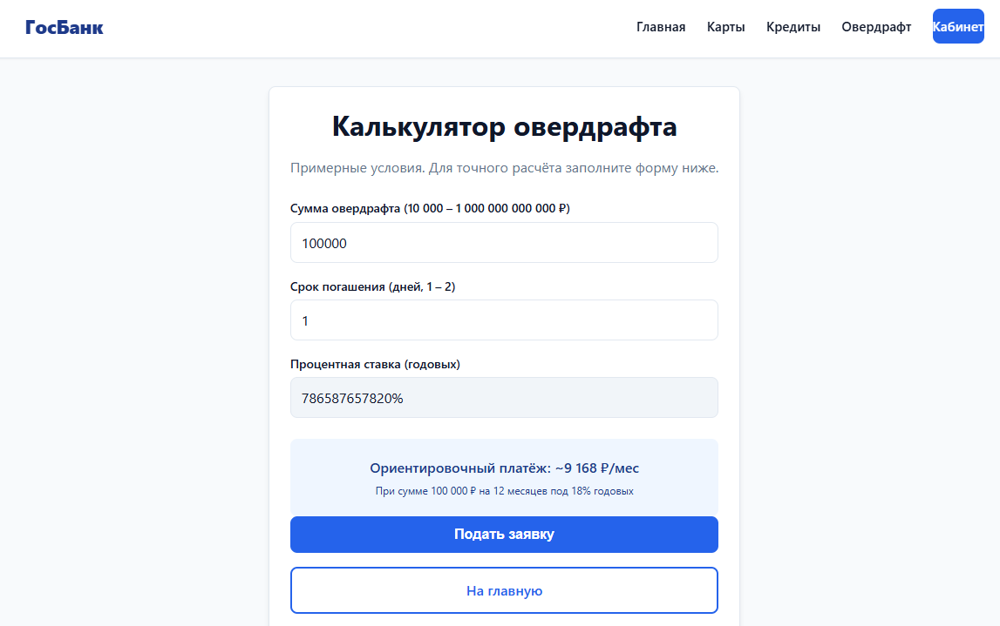 ГосБанк
Главная Карты Кредиты Овердрафт Кабинет
Калькулятор овердрафта
Примерные условия. Для точного расчёта заполните форму ниже.
Сумма овердрафта (10 000 – 1 000 000 000 000 ₽)
100000
Срок погашения (дней, 1 – 2)
1
Процентная ставка (годовых)
786587657820%
Ориентировочный платёж: ~9 168 ₽/мес
При сумме 100 000 ₽ на 12 месяцев под 18% годовых
Подать заявку
На главную